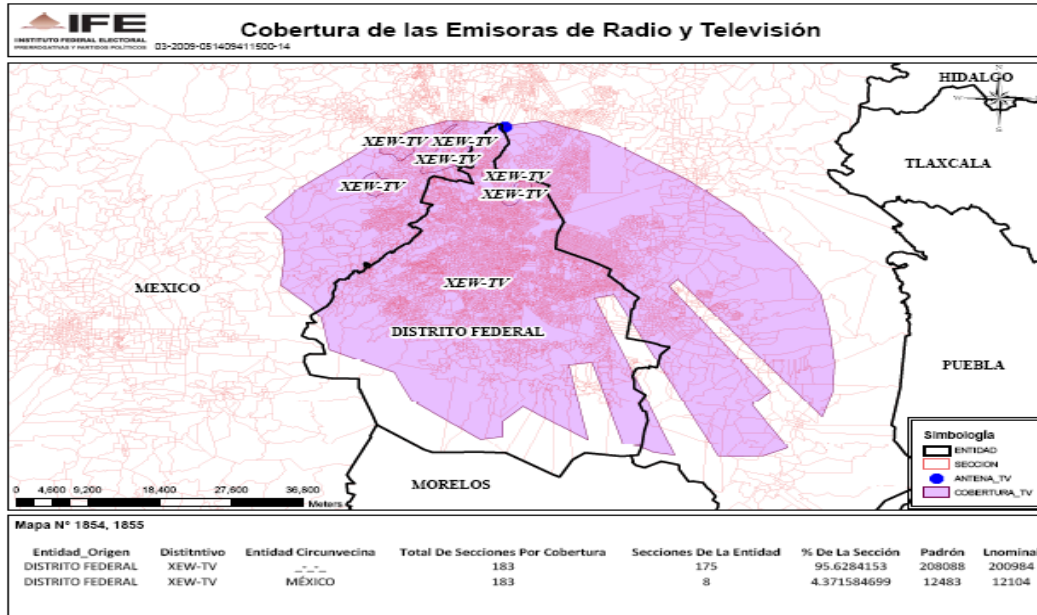 IFE
INSTITUTO FEDERAL ELECTORAL
PRERROGATIVAS Y PARTIDOS POLÍTICOS
03-2009-051409411500-14
Cobertura de las Emisoras de Radio y Televisión
HIDALGO
N
W E
S
TLAXCALA
XEW-TV XEW-TV
XEW-TV
XEW-TV
XEW-TV
XEW-TV
MEXICO
XEW-TV
DISTRITO FEDERAL
PUEBLA
MORELOS
Simbología
ENTIDAD
SECCION
ANTENA_TV
COBERTURA_TV
0 4,600 9,200 18,400 27,600 36,800
Meters
Mapa N° 1854, 1855
Entidad_Origen Distitntivo Entidad Circunvecina Total De Secciones Por Cobertura Secciones De La Entidad % De La Sección Padrón Lnominal
DISTRITO FEDERAL XEW-TV _-_-_ 183 175 95.6284153 208088 200984
DISTRITO FEDERAL XEW-TV MÉXICO 183 8 4.371584699 12483 12104